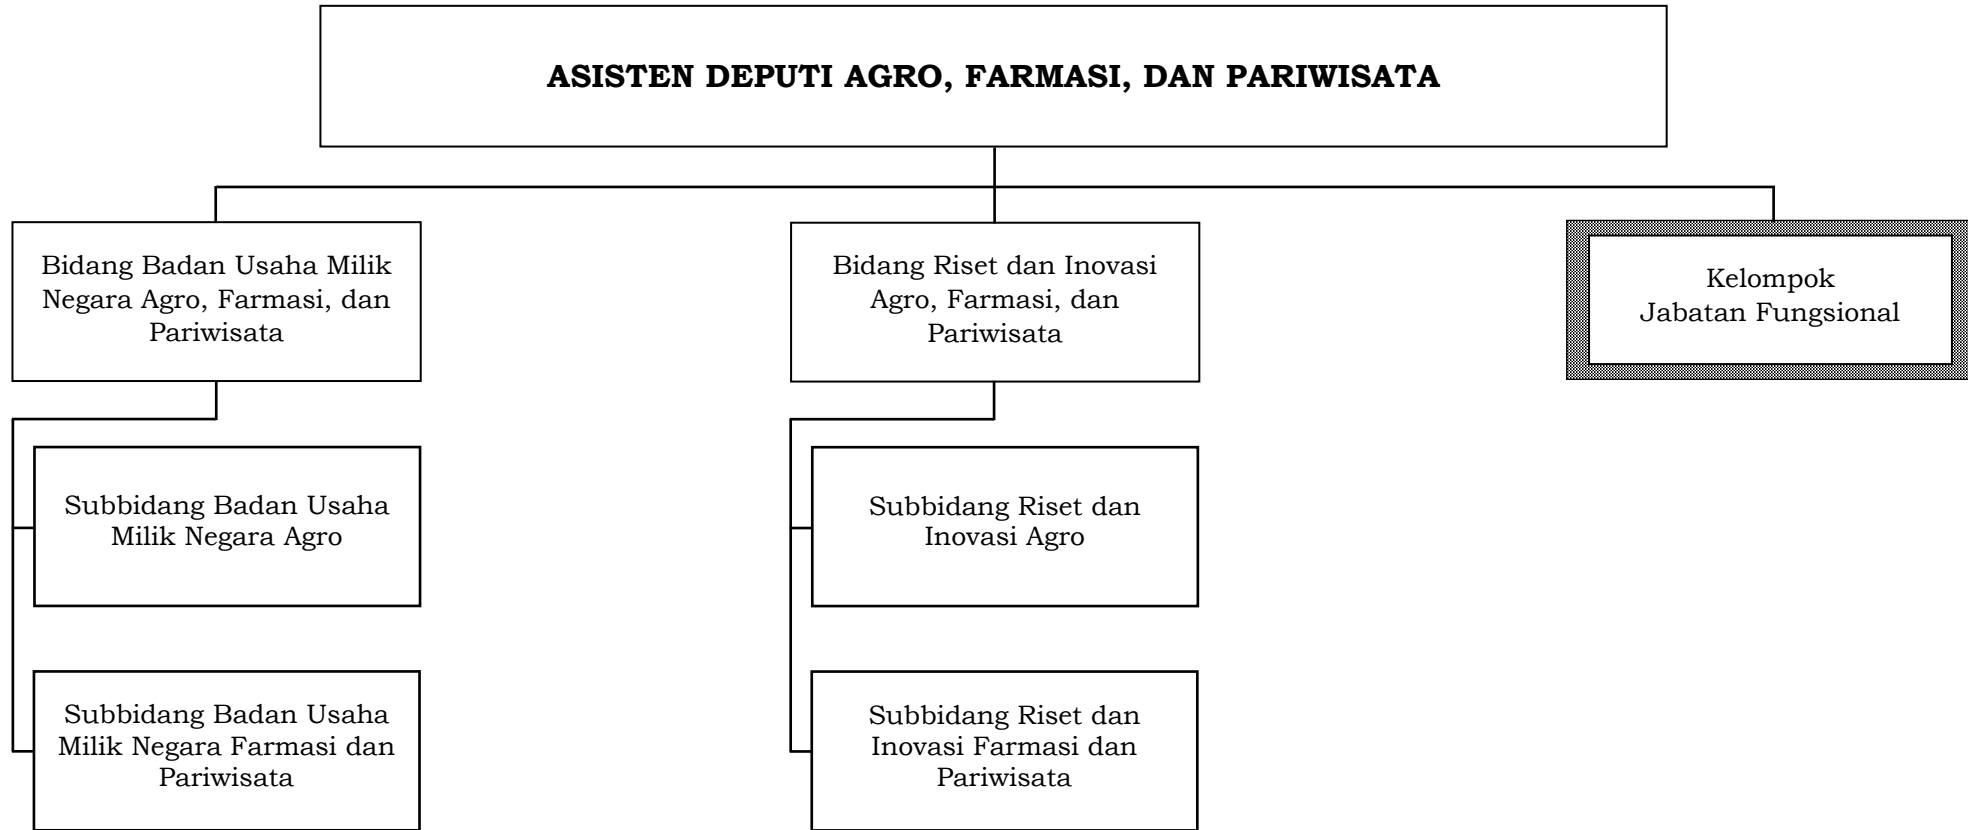 ASISTEN DEPUTI AGRO, FARMASI, DAN PARIWISATA
Bidang Badan Usaha Milik
Negara Agro, Farmasi, dan
Pariwisata
Bidang Riset dan Inovasi
Agro, Farmasi, dan
Pariwisata
Kelompok
Jabatan Fungsional
Subbidang Badan Usaha
Milik Negara Agro
Subbidang Riset dan
Inovasi Agro
Subbidang Badan Usaha
Milik Negara Farmasi dan
Pariwisata
Subbidang Riset dan
Inovasi Farmasi dan
Pariwisata